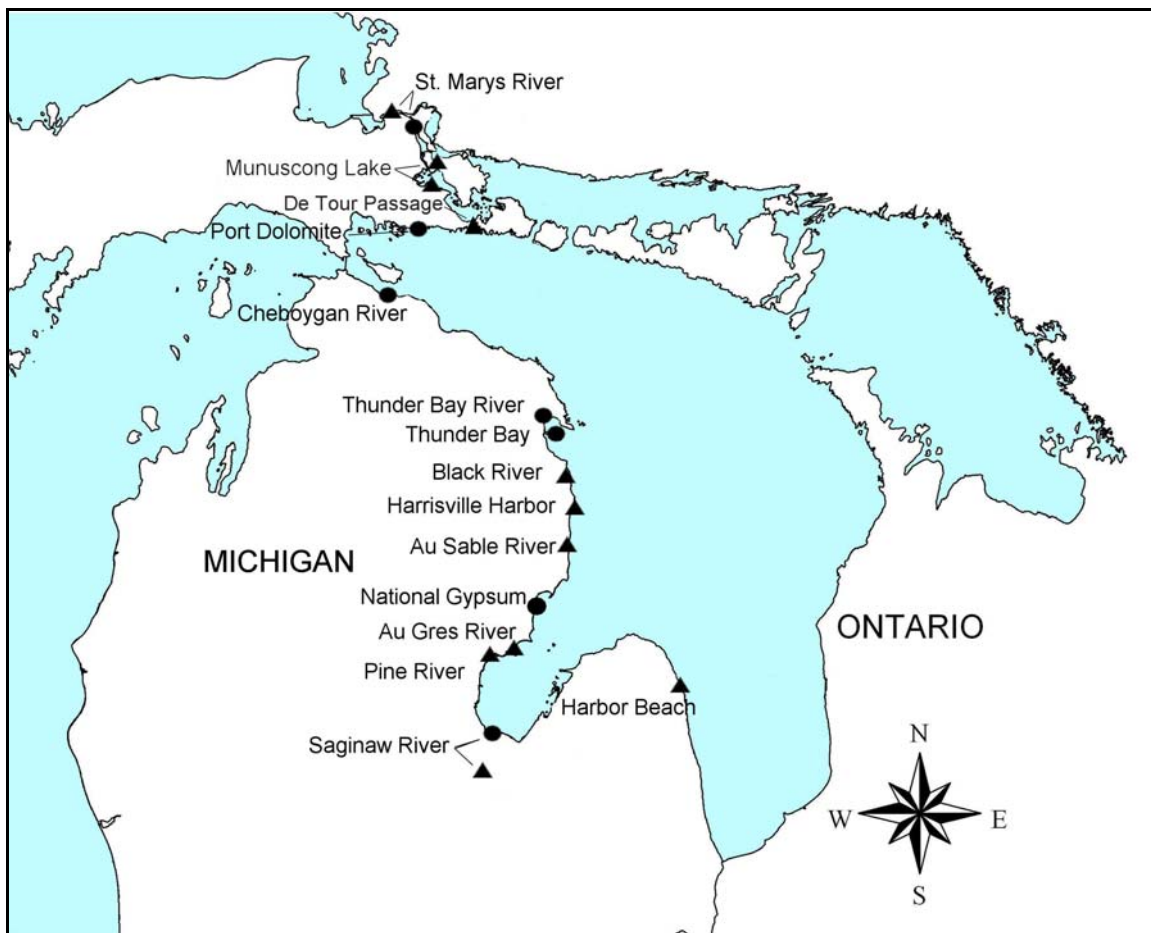 St. Marys River
Munuscong Lake
De Tour Passage
Port Dolomite
Cheboygan River
Thunder Bay River
Thunder Bay
Black River
Harrisville Harbor
Au Sable River
MICHIGAN
National Gypsum
Au Gres River
ONTARIO
Pine River
Harbor Beach
Saginaw River
N
W
E
S